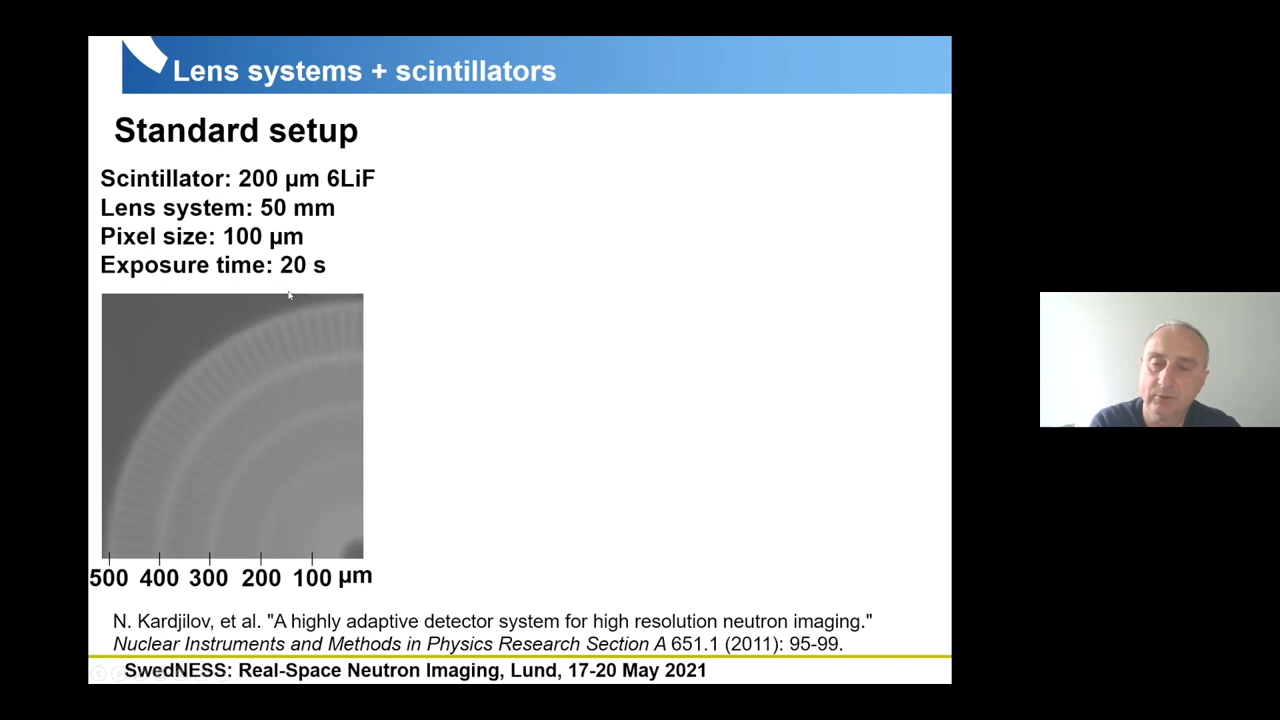 Lens systems + scintillators
Standard setup
Scintillator: 200 µm 6LiF
Lens system: 50 mm
Pixel size: 100 µm
Exposure time: 20 s
500 400 300 200 100 µm
N. Kardjilov, et al. "A highly adaptive detector system for high resolution neutron imaging."
Nuclear Instruments and Methods in Physics Research Section A 651.1 (2011): 95-99.
SwedNESS: Real-Space Neutron Imaging, Lund, 17-20 May 2021